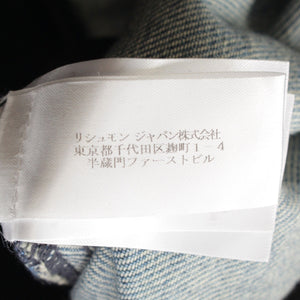 リシュモン ジャパン株式会社
東京都千代田区麹町1-4
半蔵門ファーストビル